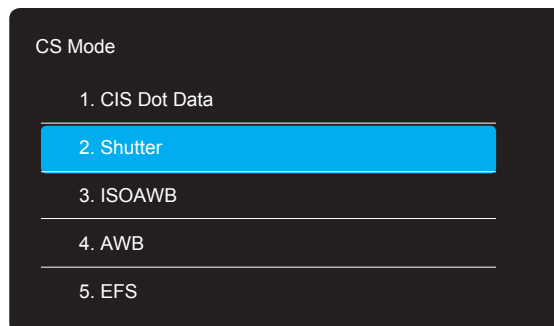 CS Mode
1. CIS Dot Data
2. Shutter
3. ISOAWB
4. AWB
5. EFS